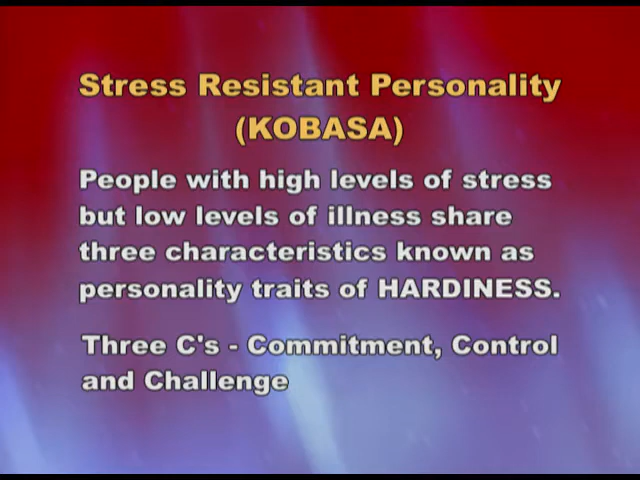 Stress Resistant Personality
(KOBASA)
People with high levels of stress
but low levels of illness share
three characteristics known as
personality traits of HARDINESS.
Three C's - Commitment, Control
and Challenge